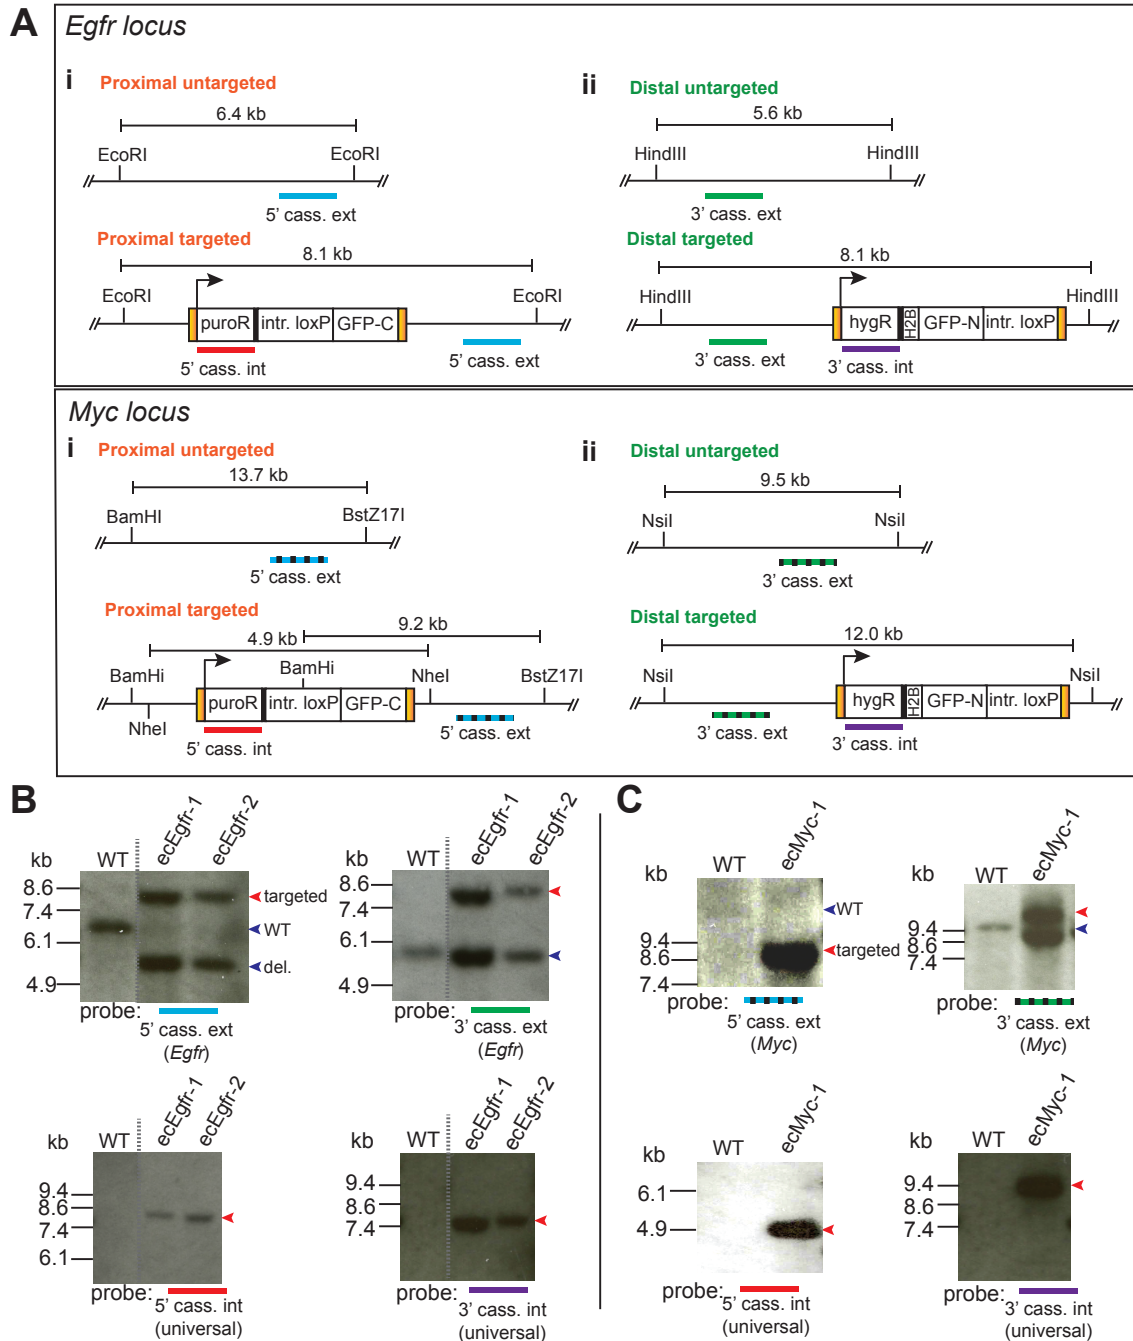 A
Egfr locus
i
Proximal untargeted
6.4 kb
EcoRI
EcoRI
5' cass. ext
Proximal targeted
8.1 kb
EcoRI
EcoRI
puroR
intr. loxP
GFP-C
5' cass. int
5' cass. ext
ii
Distal untargeted
5.6 kb
HindIII
HindIII
3' cass. ext
Distal targeted
8.1 kb
HindIII
HindIII
hygR
H2B
GFP-N
intr. loxP
3' cass. ext
3' cass. int
Myc locus
i
Proximal untargeted
13.7 kb
BamHI
BstZ17I
5' cass. ext
Proximal targeted
9.2 kb
4.9 kb
BamHi
BamHi
NheI
BstZ17I
puroR
intr. loxP
GFP-C
NheI
5' cass. int
5' cass. ext
ii
Distal untargeted
9.5 kb
NsiI
NsiI
3' cass. ext
Distal targeted
12.0 kb
NsiI
NsiI
hygR
H2B
GFP-N
intr. loxP
3' cass. ext
3' cass. int
B
kb
WT
ecEgfr-1
ecEgfr-2
8.6
7.4
6.1
4.9
targeted
WT
del.
probe:
5' cass. ext
(Egfr)
kb
WT
ecEgfr-1
ecEgfr-2
8.6
7.4
6.1
4.9
probe:
3' cass. ext
(Egfr)
kb
WT
ecEgfr-1
ecEgfr-2
9.4
8.6
7.4
6.1
probe:
5' cass. int
(universal)
kb
WT
ecEgfr-1
ecEgfr-2
9.4
8.6
7.4
probe:
3' cass. int
(universal)
C
kb
WT
ecMyc-1
9.4
8.6
7.4
WT
targeted
probe:
5' cass. ext
(Myc)
kb
WT
ecMyc-1
9.4
8.6
7.4
probe:
3' cass. ext
(Myc)
kb
WT
ecMyc-1
6.1
4.9
probe:
5' cass. int
(universal)
kb
WT
ecMyc-1
9.4
8.6
7.4
probe:
3' cass. int
(universal)